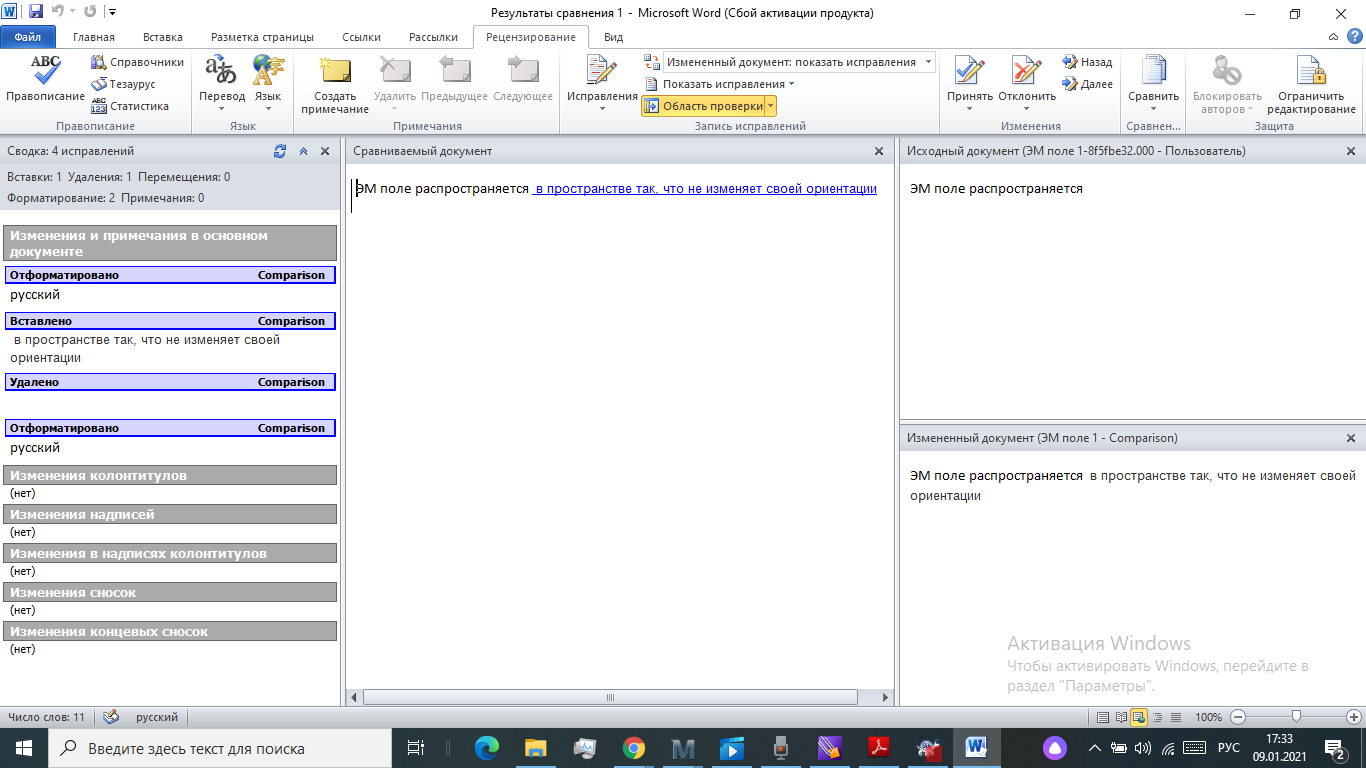 Результаты сравнения 1 - Microsoft Word (Сбой активации продукта)
Файл Главная Вставка Разметка страницы Ссылки Рассылки Рецензирование Вид
ABC Правописание
Справочники
Тезаурус
ABC 123 Статистика
Правописание
Перевод Язык
Язык
Создать примечание
Удалить Предыдущее Следующее
Примечания
Исправления
Измененный документ: показать исправления
Показать исправления
Область проверки
Запись исправлений
Принять Отклонить
Назад
Далее
Изменения
Сравнить
Сравнен...
Блокировать авторов
Ограничить редактирование
Защита
Сводка: 4 исправлений
Вставки: 1 Удаления: 1 Перемещения: 0
Форматирование: 2 Примечания: 0
Изменения и примечания в основном
документе
Отформатировано Comparison
русский
Вставлено Comparison
в пространстве так, что не изменяет своей
ориентации
Удалено Comparison
Отформатировано Comparison
русский
Изменения колонтитулов
(нет)
Изменения надписей
(нет)
Изменения в надписях колонтитулов
(нет)
Изменения сносок
(нет)
Изменения концевых сносок
(нет)
Сравниваемый документ
ЭМ поле распространяется в пространстве так, что не изменяет своей ориентации
Исходный документ (ЭМ поле 1-8f5fbe32.000 - Пользователь)
ЭМ поле распространяется
Измененный документ (ЭМ поле 1 - Comparison)
ЭМ поле распространяется в пространстве так, что не изменяет своей
ориентации
Активация Windows
Чтобы активировать Windows, перейдите в
раздел "Параметры".
Число слов: 11 русский 100%
Введите здесь текст для поиска
РУС
17:33
09.01.2021
2